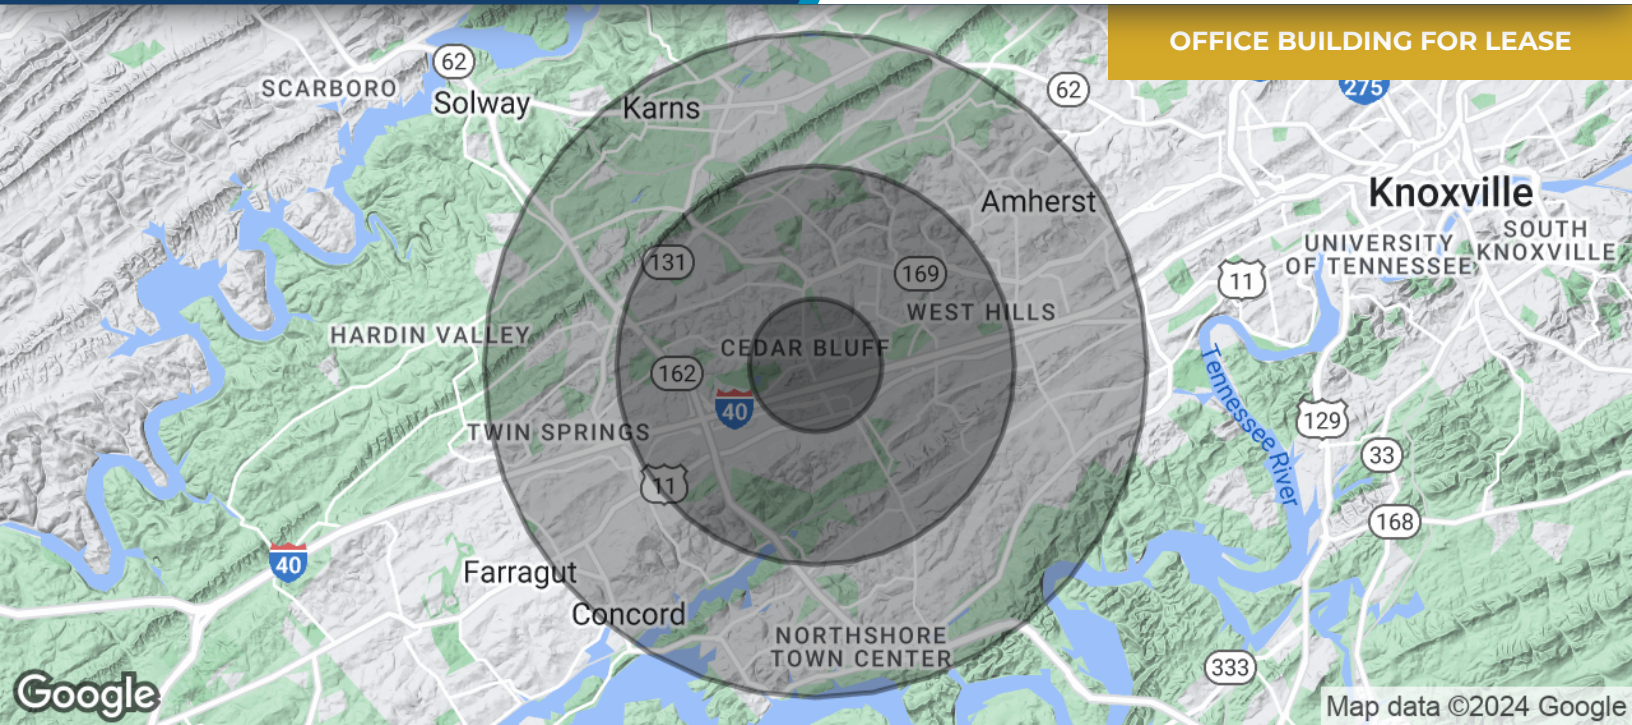 OFFICE BUILDING FOR LEASE
62
SCARBORO
Solway
Karns
62
275
Knoxville
Amherst
UNIVERSITY
OF TENNESSEE
SOUTH
KNOXVILLE
131
169
11
WEST HILLS
HARDIN VALLEY
CEDAR BLUFF
162
40
Tennessee River
129
TWIN SPRINGS
33
11
168
40
Farragut
Concord
NORTHSHORE
TOWN CENTER
333
Google
Map data ©2024 Google